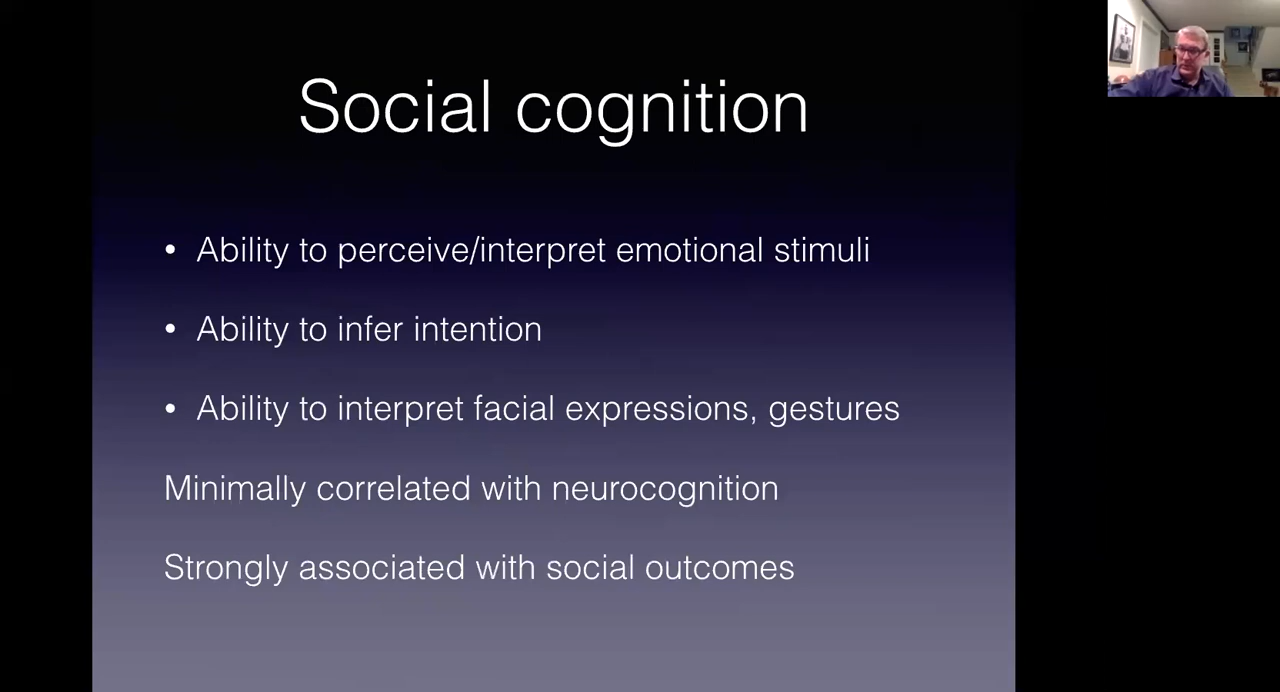 Social cognition
• Ability to perceive/interpret emotional stimuli
• Ability to infer intention
• Ability to interpret facial expressions, gestures
Minimally correlated with neurocognition
Strongly associated with social outcomes